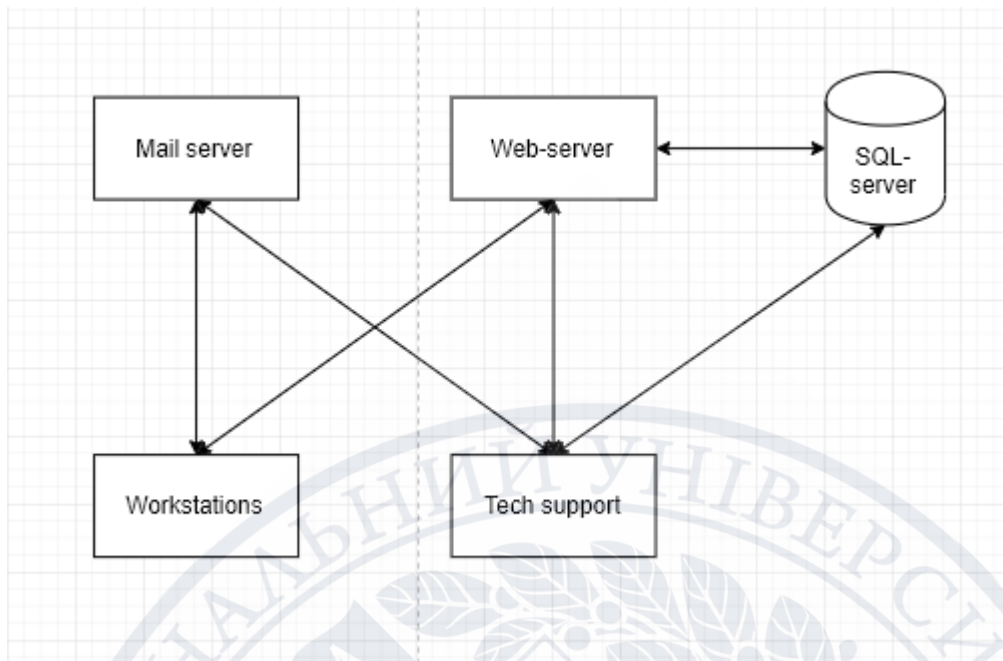 Mail server
Web-server
SQL-
server
Workstations
Tech support